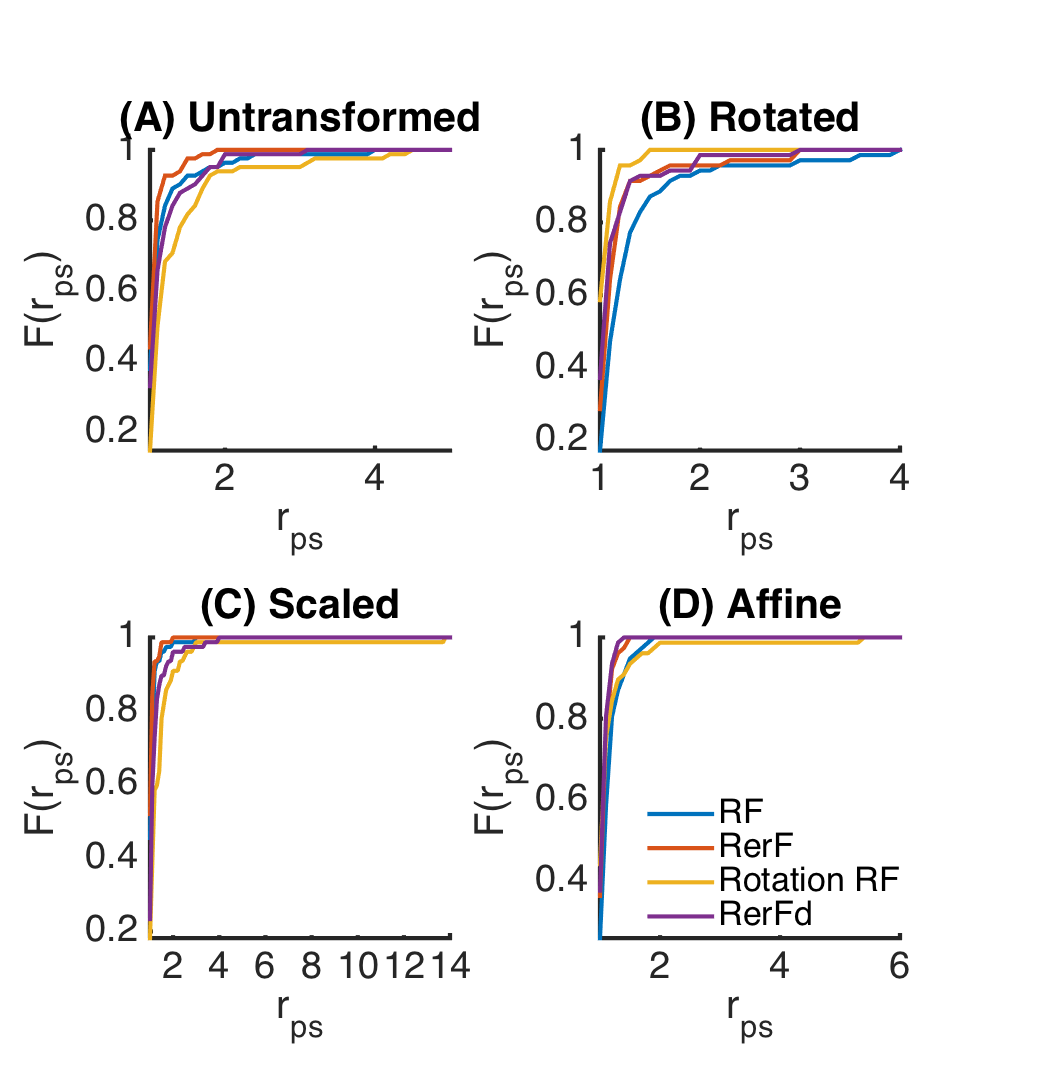 (A) Untransformed
1
0.8
0.6
0.4
0.2
F(r_ps)
2 4
r_ps
(B) Rotated
1
0.8
0.6
0.4
0.2
F(r_ps)
1 2 3 4
r_ps
(C) Scaled
1
0.8
0.6
0.4
0.2
F(r_ps)
2 4 6 8 10 12 14
r_ps
(D) Affine
1
0.8
0.6
0.4
F(r_ps)
RF
RerF
Rotation RF
RerFd
2 4 6
r_ps